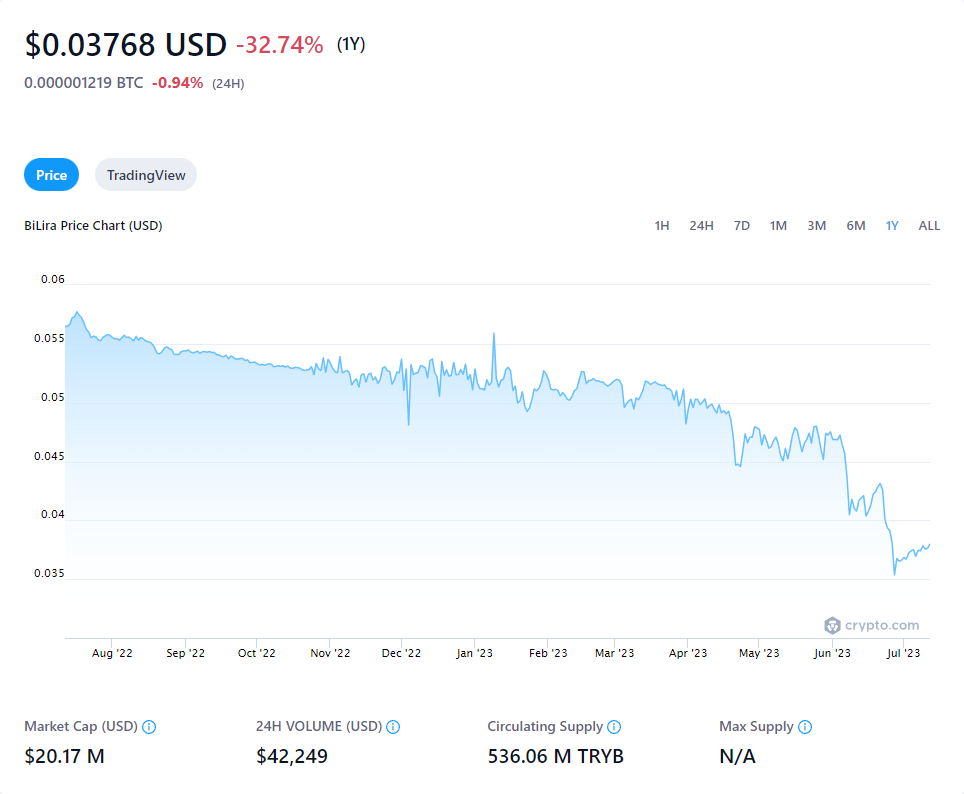 $0.03768 USD -32.74% (1Y)
0.000001219 BTC -0.94% (24H)
Price TradingView
BiLira Price Chart (USD) 1H 24H 7D 1M 3M 6M 1Y ALL
0.06
0.055
0.05
0.045
0.04
0.035
crypto.com
Aug '22 Sep '22 Oct '22 Nov '22 Dec '22 Jan '23 Feb '23 Mar '23 Apr '23 May '23 Jun '23 Jul '23
Market Cap (USD) 24H VOLUME (USD) Circulating Supply Max Supply
$20.17 M $42,249 536.06 M TRYB N/A